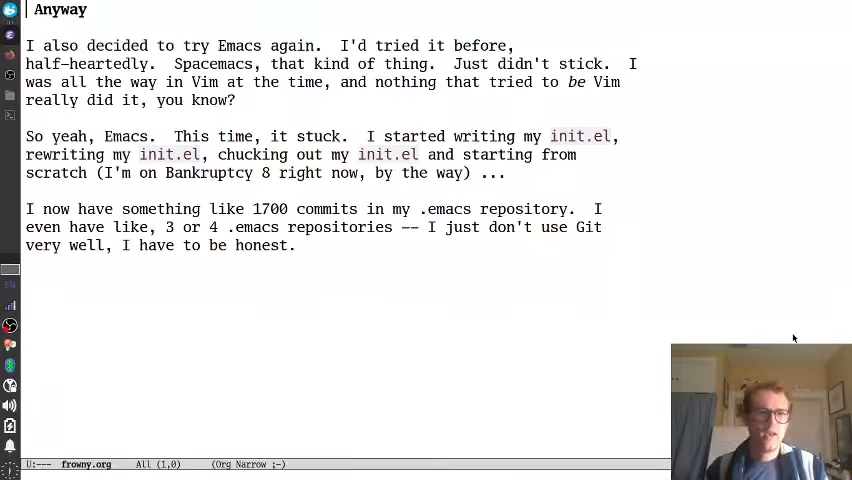 Anyway
I also decided to try Emacs again.  I'd tried it before,
half-heartedly.  Spacemacs, that kind of thing.  Just didn't stick.  I
was all the way in Vim at the time, and nothing that tried to be Vim
really did it, you know?
So yeah, Emacs.  This time, it stuck.  I started writing my init.el,
rewriting my init.el, chucking out my init.el and starting from
scratch (I'm on Bankruptcy 8 right now, by the way) ...
I now have something like 1700 commits in my .emacs repository.  I
even have like, 3 or 4 .emacs repositories -- I just don't use Git
very well, I have to be honest.
U:---  frowny.org   All (1,0)   (Org Narrow ;-)